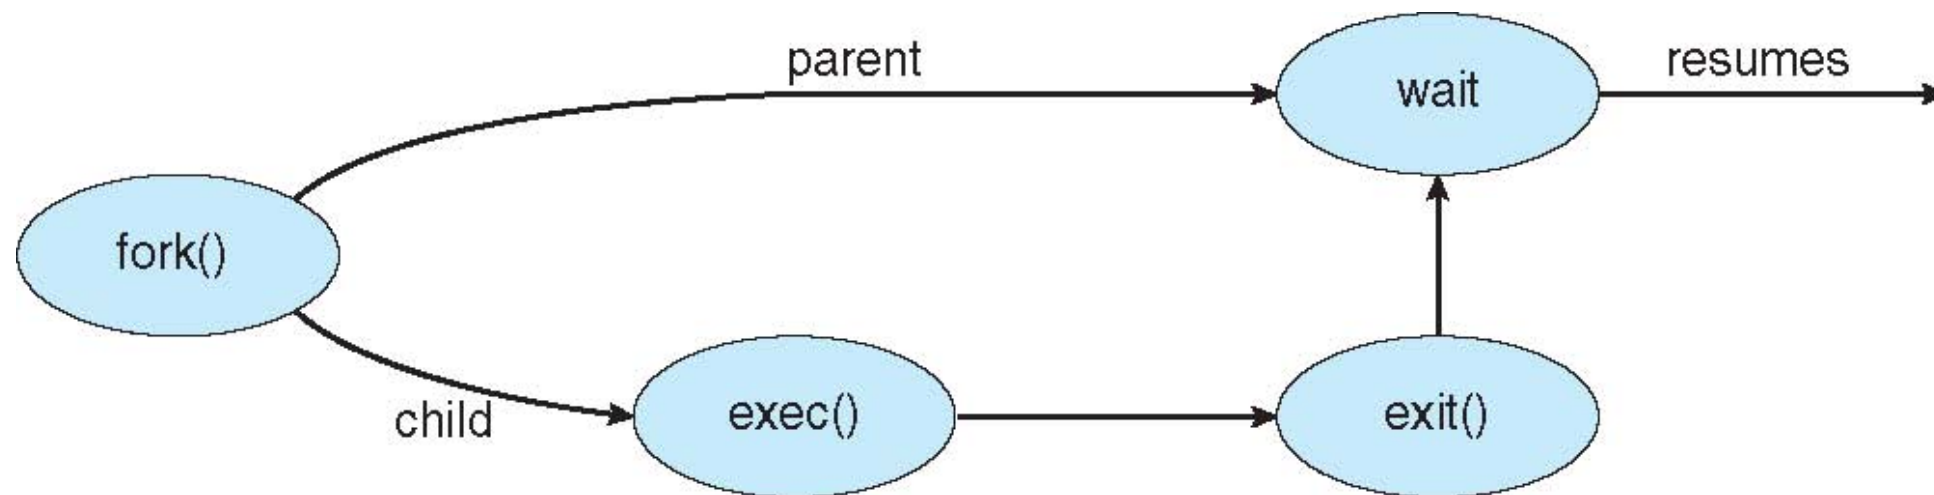 parent
wait
resumes
fork()
child
exec()
exit()